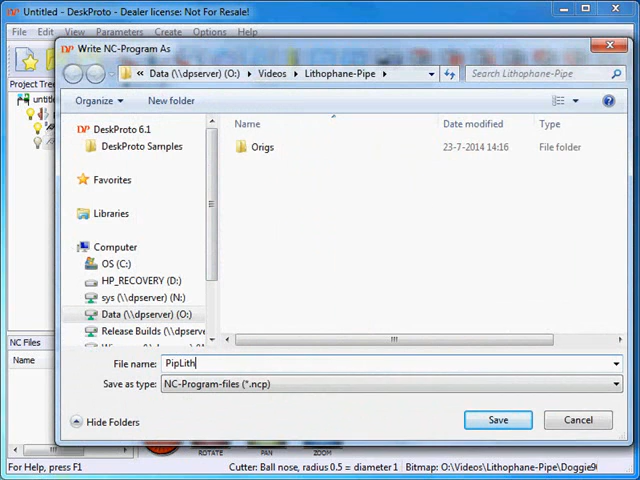 Untitled - DeskProto - Dealer license: Not For Resale!
File Edit Parameters Create Options Help
DP Write NC-Program As
Data (\\dpserver) (O:) Videos Lithophane-Pipe Search Lithophane-Pipe
Organize New folder
Project Tree
DP DeskProto 6.1
DeskProto Samples
Favorites
Libraries
Computer
OS (C:)
HP_RECOVERY (D:)
sys (\\dpserver) (N:)
Data (\\dpserver) (O:)
Release Builds (\\dpserve
Name Date modified Type
Origs 23-7-2014 14:16 File folder
NC Files
Name
File name: PipLith
Save as type: NC-Program-files (*.ncp)
Hide Folders Save Cancel
ROTATE PAN ZOOM
For Help, press F1 Cutter: Ball nose, radius 0.5 = diameter 1 Bitmap: O:\Videos\Lithophane-Pipe\Doggie9